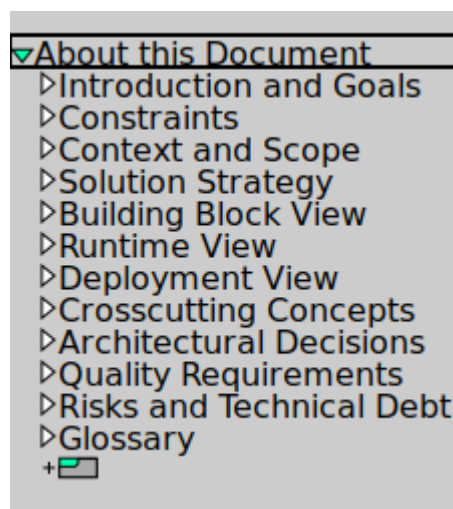 About this Document
Introduction and Goals
Constraints
Context and Scope
Solution Strategy
Building Block View
Runtime View
Deployment View
Crosscutting Concepts
Architectural Decisions
Quality Requirements
Risks and Technical Debt
Glossary
+